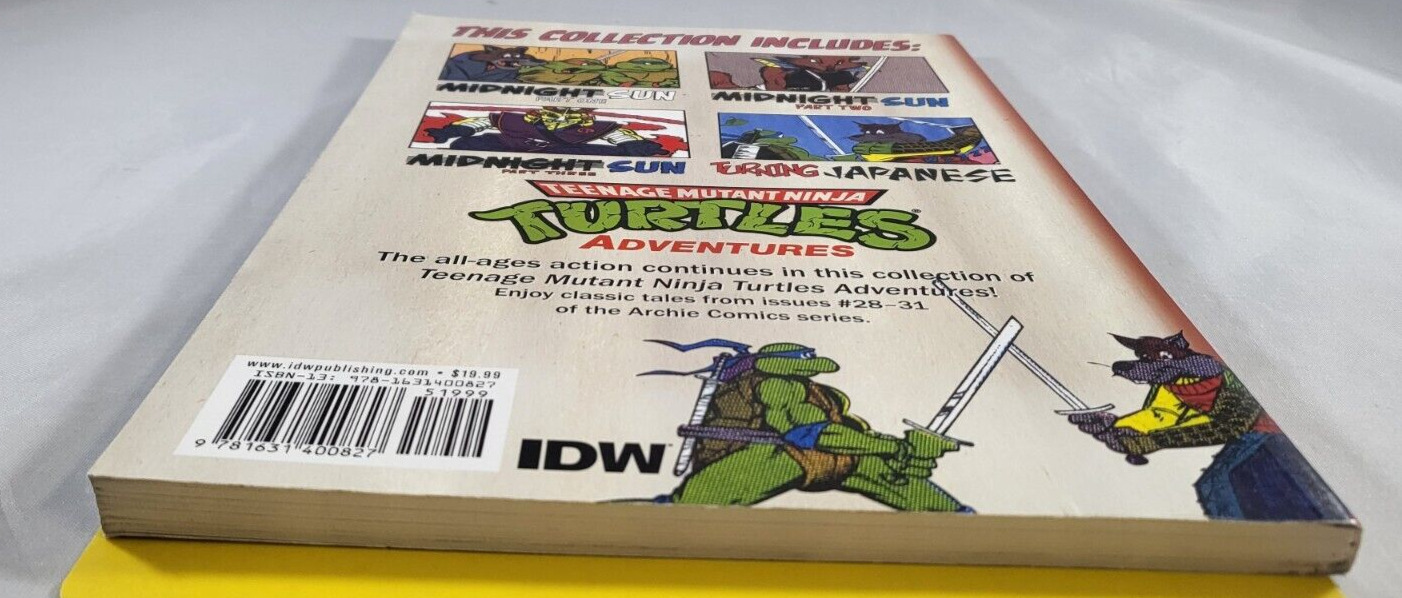 THIS COLLECTION INCLUDES:
MIDNIGHT SUN
PART ONE
MIDNIGHT SUN
PART TWO
MIDNIGHT SUN
PART THREE
TURNING JAPANESE
TEENAGE MUTANT NINJA
TURTLES®
ADVENTURES
The all-ages action continues in this collection of
Teenage Mutant Ninja Turtles Adventures!
Enjoy classic tales from issues #28–31
of the Archie Comics series.
www.idwpublishing.com • $19.99
ISBN-13: 978-1631400827
51999
9 781631 400827
IDW™